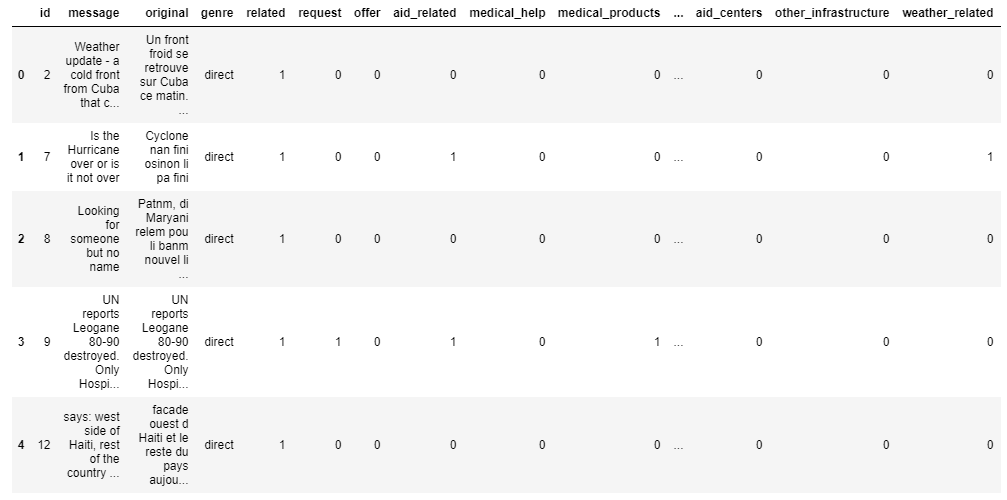 id message original genre related request offer aid_related medical_help medical_products ... aid_centers other_infrastructure weather_related
Weather Un front
update - a froid se
cold front retrouve
0 2 from Cuba sur Cuba direct 1 0 0 0 0 0 ... 0 0 0
that c... ce matin.
...
Is the Cyclone
Hurricane nan fini
1 7 over or is osinon li direct 1 0 0 1 0 0 ... 0 0 1
it not over pa fini
Patnm, di
Looking Maryani
for relem pou
2 8 someone li banm direct 1 0 0 0 0 0 ... 0 0 0
but no nouvel li
name ...
UN UN
reports reports
Leogane Leogane
3 9 80-90 80-90 direct 1 1 0 1 0 1 ... 0 0 0
destroyed. destroyed.
Only Only
Hospi... Hospi...
facade
says: west ouest d
side of Haiti et le
4 12 Haiti, rest reste du direct 1 0 0 0 0 0 ... 0 0 0
of the pays
country ... aujou...